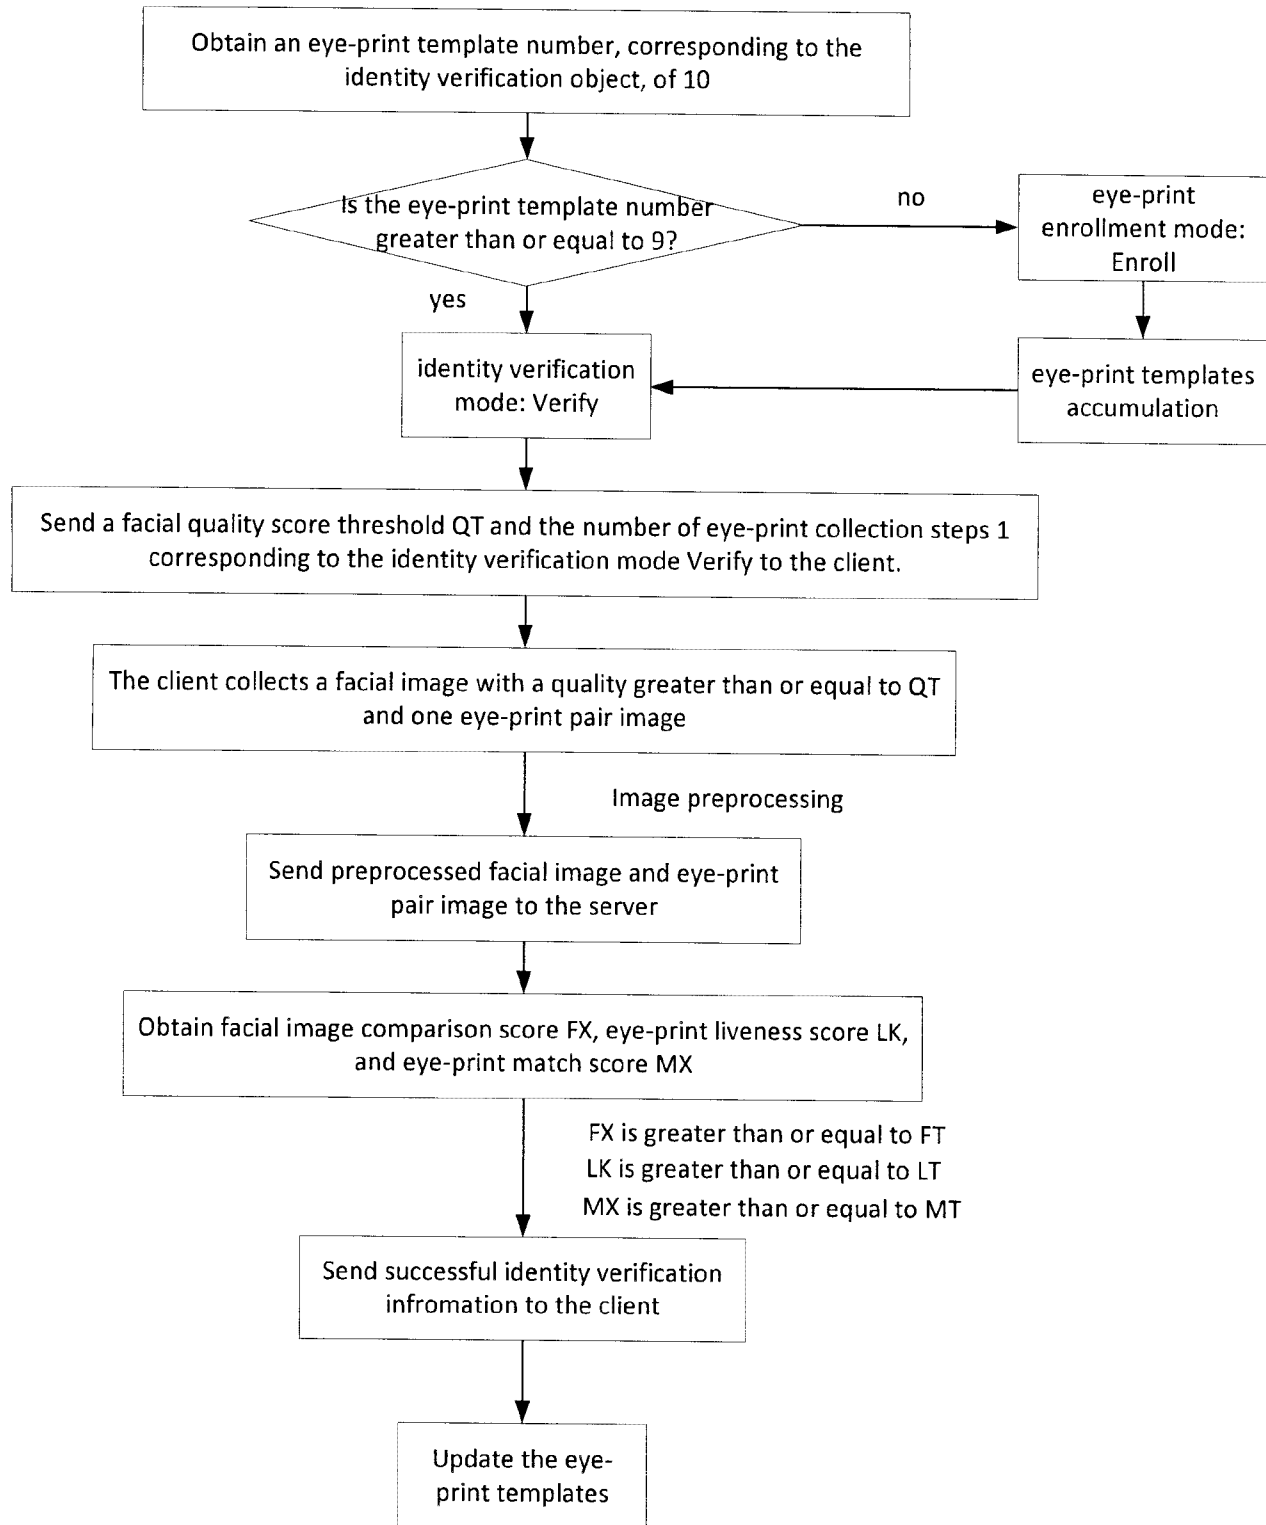 Obtain an eye-print template number, corresponding to the
identity verification object, of 10
Is the eye-print template number
greater than or equal to 9?
no
eye-print
enrollment mode:
Enroll
yes
identity verification
mode: Verify
eye-print templates
accumulation
Send a facial quality score threshold QT and the number of eye-print collection steps 1
corresponding to the identity verification mode Verify to the client.
The client collects a facial image with a quality greater than or equal to QT
and one eye-print pair image
Image preprocessing
Send preprocessed facial image and eye-print
pair image to the server
Obtain facial image comparison score FX, eye-print liveness score LK,
and eye-print match score MX
FX is greater than or equal to FT
LK is greater than or equal to LT
MX is greater than or equal to MT
Send successful identity verification
infromation to the client
Update the eye-
print templates